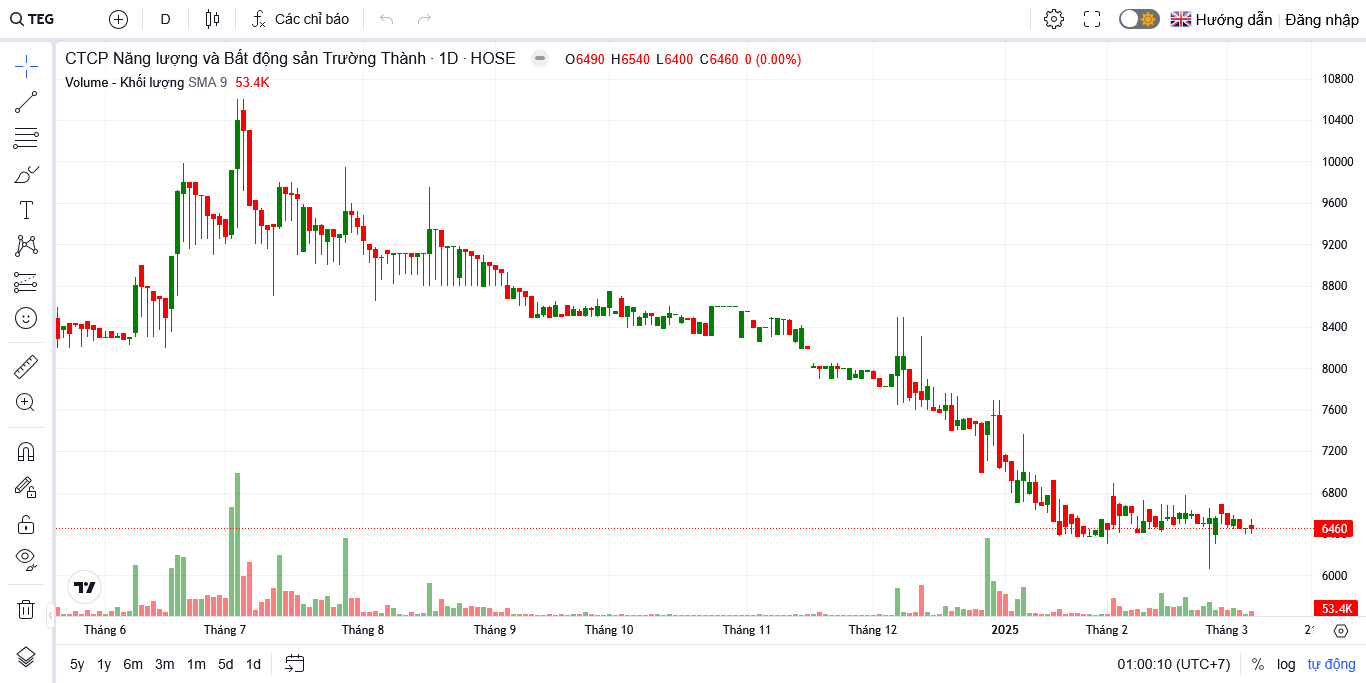 TEG D Các chỉ báo Hướng dẫn Đăng nhập
CTCP Năng lượng và Bất động sản Trường Thành · 1D · HOSE O6490 H6540 L6400 C6460 0 (0.00%)
Volume - Khối lượng SMA 9 53.4K
10800
10400
10000
9600
9200
8800
8400
8000
7600
7200
6800
6460
6000
53.4K
Tháng 6 Tháng 7 Tháng 8 Tháng 9 Tháng 10 Tháng 11 Tháng 12 2025 Tháng 2 Tháng 3
5y 1y 6m 3m 1m 5d 1d 01:00:10 (UTC+7) % log tự động